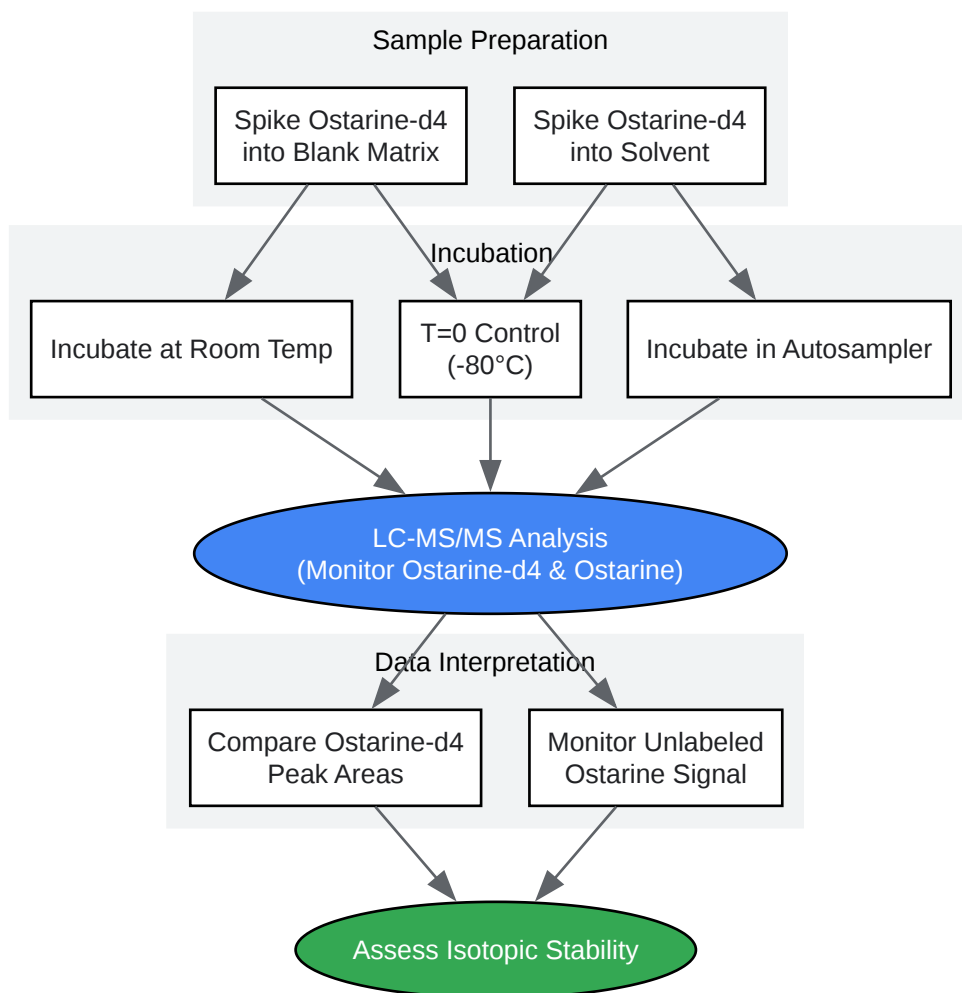 Sample Preparation
Spike Ostarine-d4
into Blank Matrix
Spike Ostarine-d4
into Solvent
Incubation
Incubate at Room Temp
T=0 Control
(-80°C)
Incubate in Autosampler
LC-MS/MS Analysis
(Monitor Ostarine-d4 & Ostarine)
Data Interpretation
Compare Ostarine-d4
Peak Areas
Monitor Unlabeled
Ostarine Signal
Assess Isotopic Stability